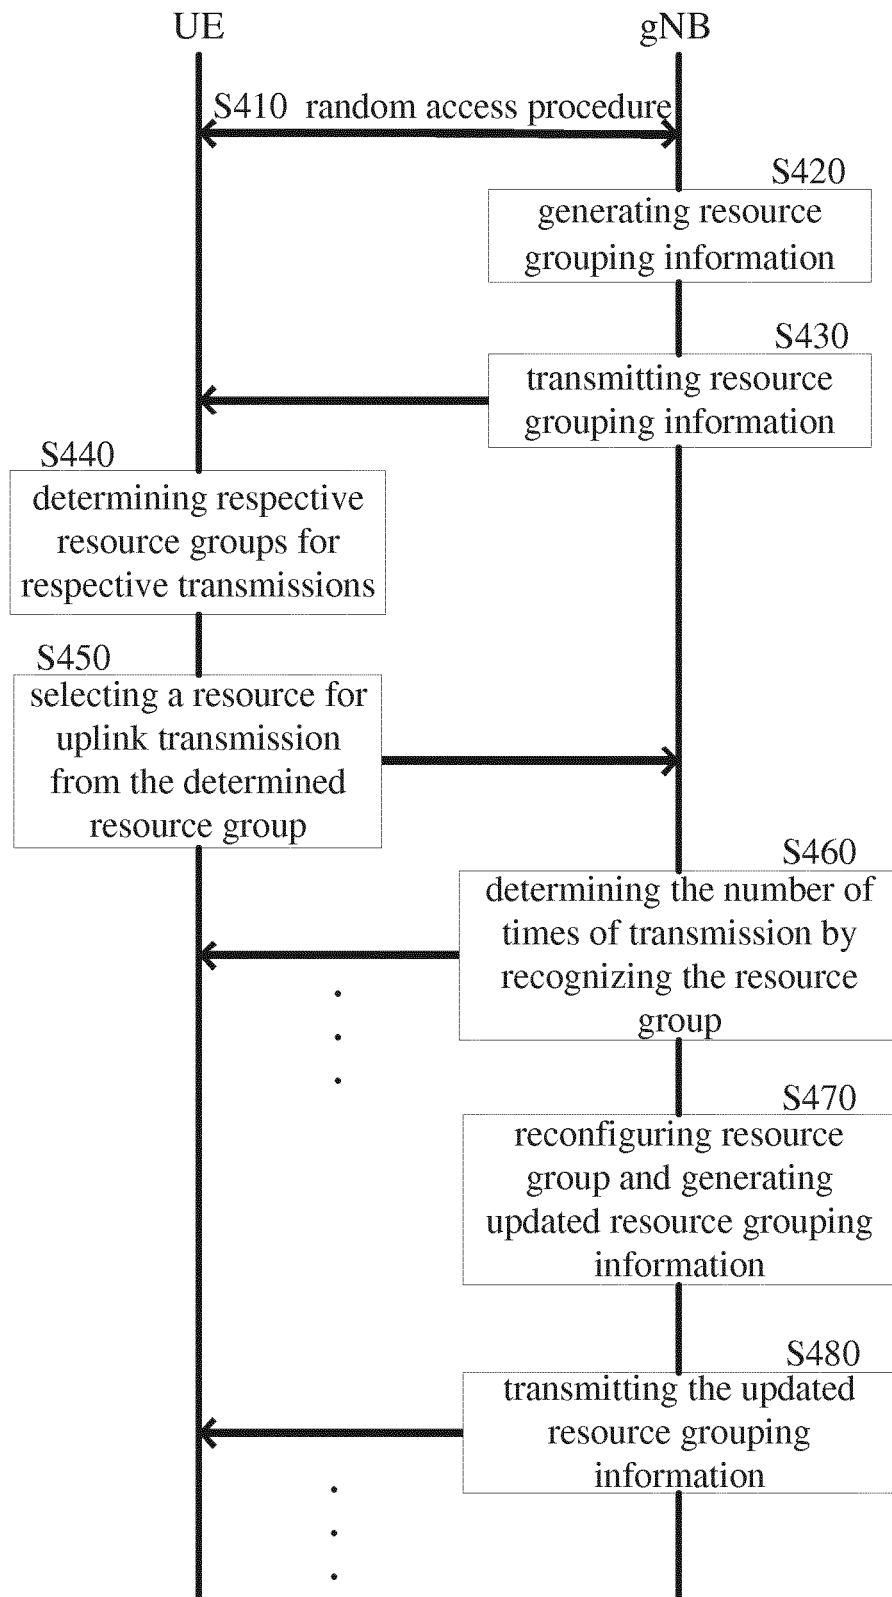 UE
gNB
S410 random access procedure
S420
generating resource
grouping information
S430
transmitting resource
grouping information
S440
determining respective
resource groups for
respective transmissions
S450
selecting a resource for
uplink transmission
from the determined
resource group
S460
determining the number of
times of transmission by
recognizing the resource
group
S470
reconfiguring resource
group and generating
updated resource grouping
information
S480
transmitting the updated
resource grouping
information